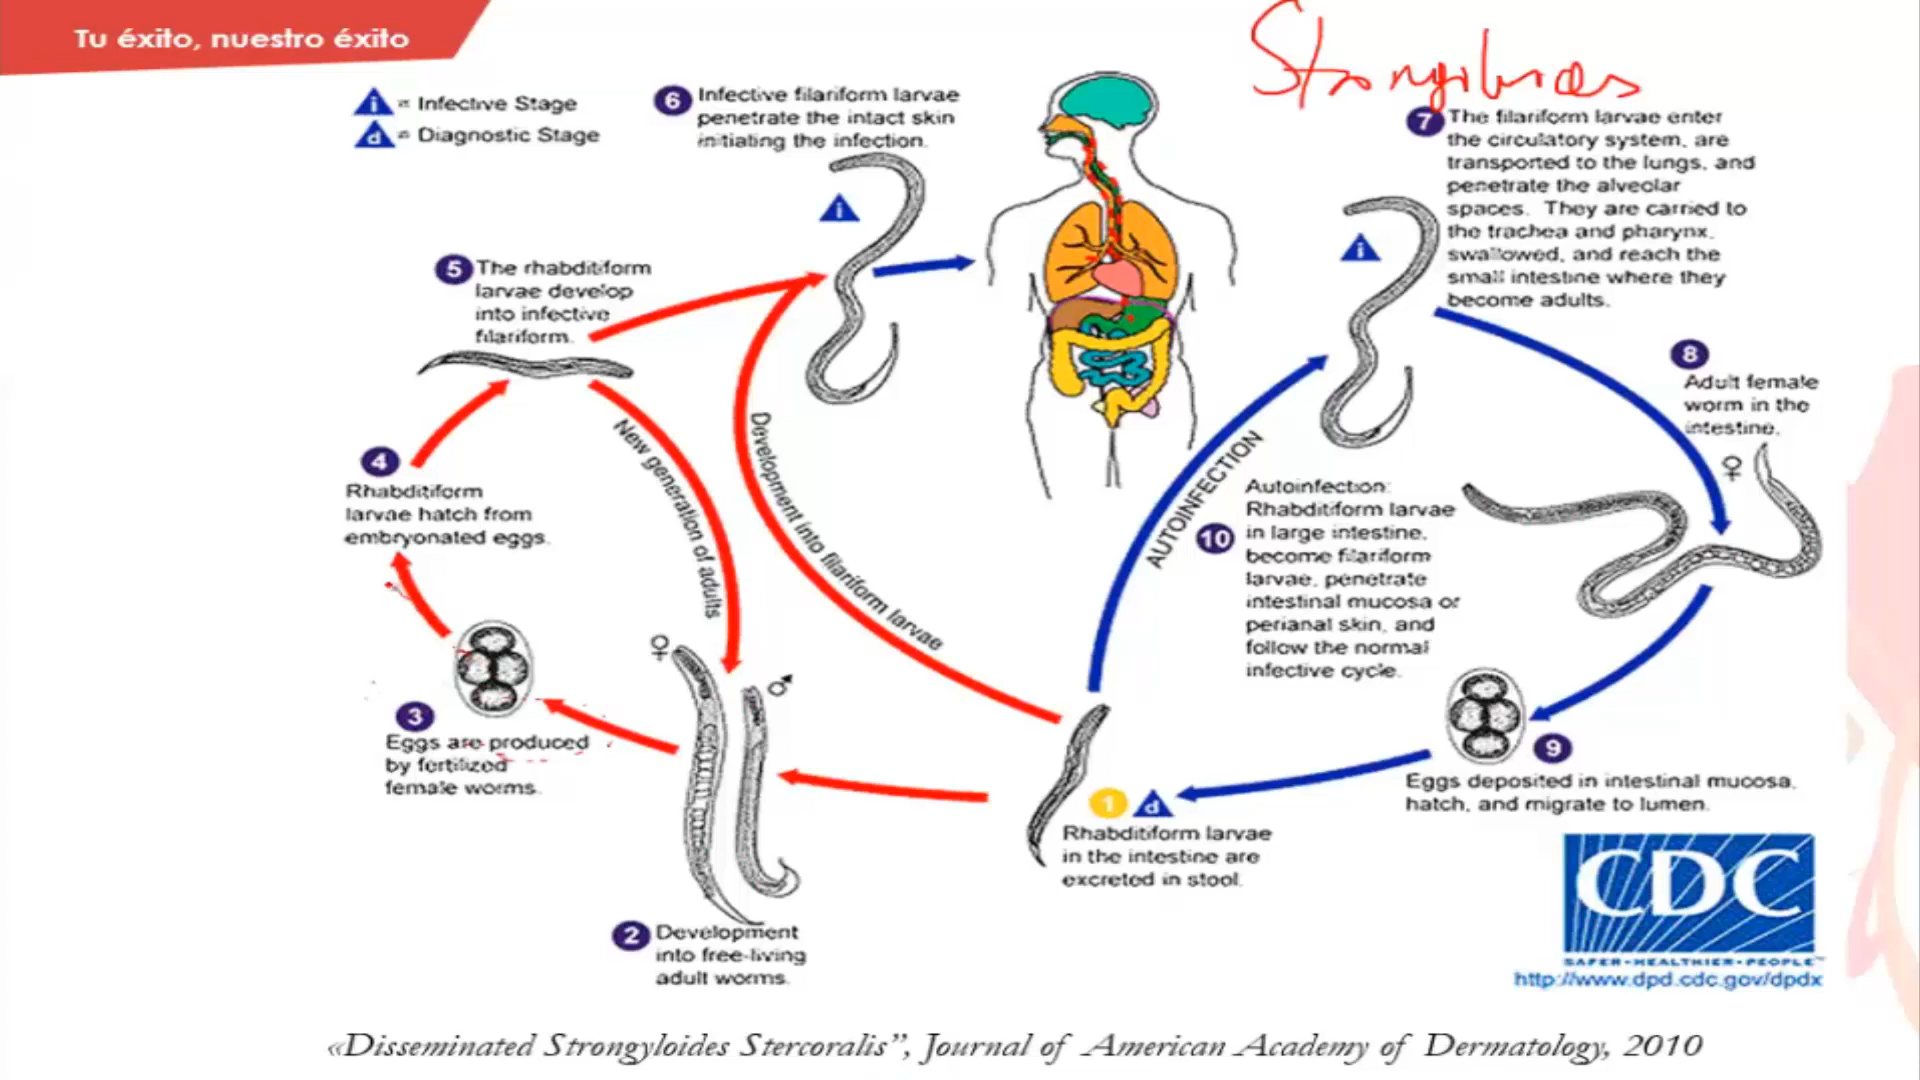 Tu éxito, nuestro éxito
Strongyloides
i = Infective Stage
d = Diagnostic Stage
6 Infective filariform larvae
penetrate the intact skin
initiating the infection.
i
7 The filariform larvae enter
the circulatory system, are
transported to the lungs, and
penetrate the alveolar
spaces. They are carried to
the trachea and pharynx,
swallowed, and reach the
small intestine where they
become adults.
i
5 The rhabditiform
larvae develop
into infective
filariform.
8
Adult female
worm in the
intestine.
♀
4
Rhabditiform
larvae hatch from
embryonated eggs.
New generation of adults
Development into filariform larvae
AUTOINFECTION
10 Autoinfection:
Rhabditiform larvae
in large intestine,
become filariform
larvae, penetrate
intestinal mucosa or
perianal skin, and
follow the normal
infective cycle.
♀
♂
3
Eggs are produced
by fertilized
female worms.
9
Eggs deposited in intestinal mucosa,
hatch, and migrate to lumen.
1 d
Rhabditiform larvae
in the intestine are
excreted in stool.
2 Development
into free-living
adult worms.
CDC
SAFER•HEALTHIER•PEOPLE™
http://www.dpd.cdc.gov/dpdx
«Disseminated Strongyloides Stercoralis”, Journal of American Academy of Dermatology, 2010